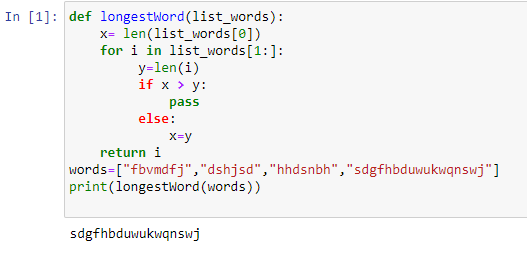 In [1]: def longestWord(list_words):
    x= len(list_words[0])
    for i in list_words[1:]:
         y=len(i)
         if x > y:
             pass
         else:
             x=y
    return i
words=["fbvmdfj","dshjsd","hhdsnbh","sdgfhbduwukwqnswj"]
print(longestWord(words))
sdgfhbduwukwqnswj